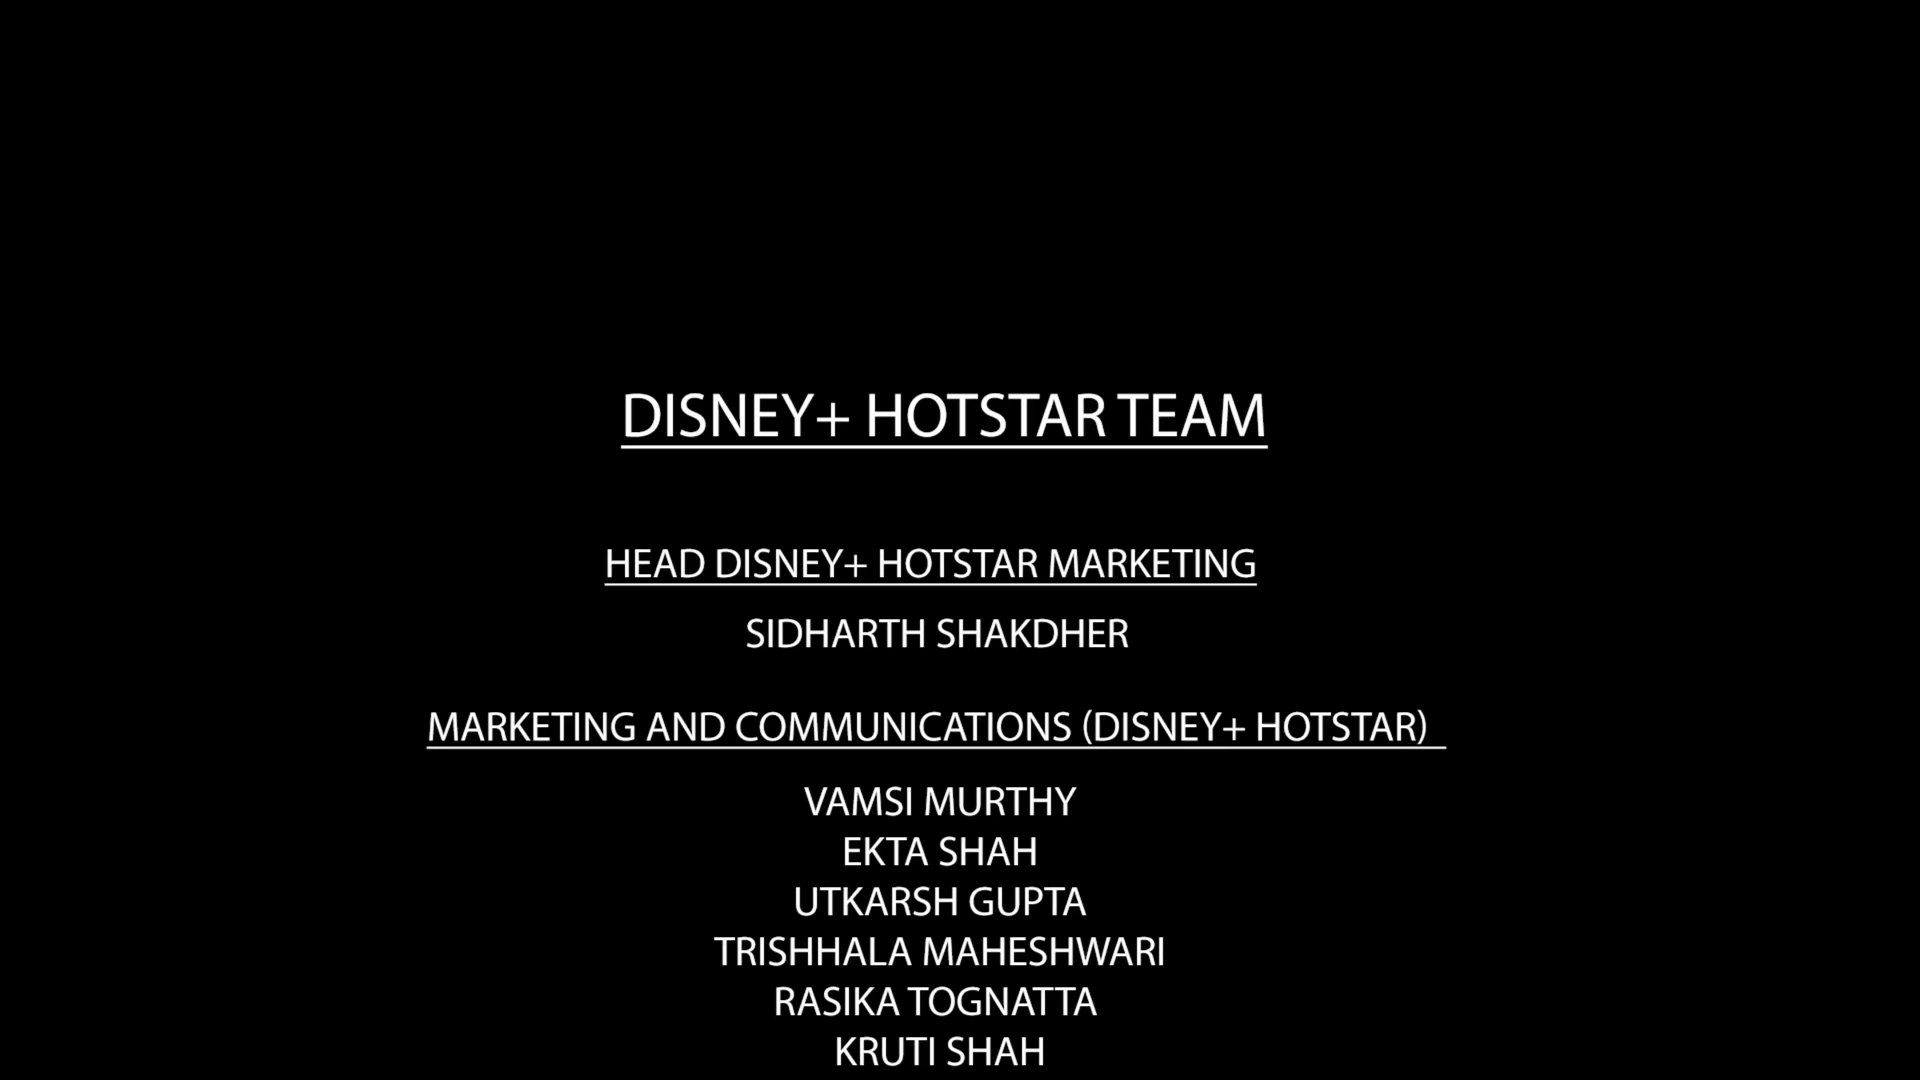 DISNEY+ HOTSTAR TEAM
HEAD DISNEY+ HOTSTAR MARKETING
SIDHARTH SHAKDHER
MARKETING AND COMMUNICATIONS (DISNEY+ HOTSTAR)
VAMSI MURTHY
EKTA SHAH
UTKARSH GUPTA
TRISHHALA MAHESHWARI
RASIKA TOGNATTA
KRUTI SHAH